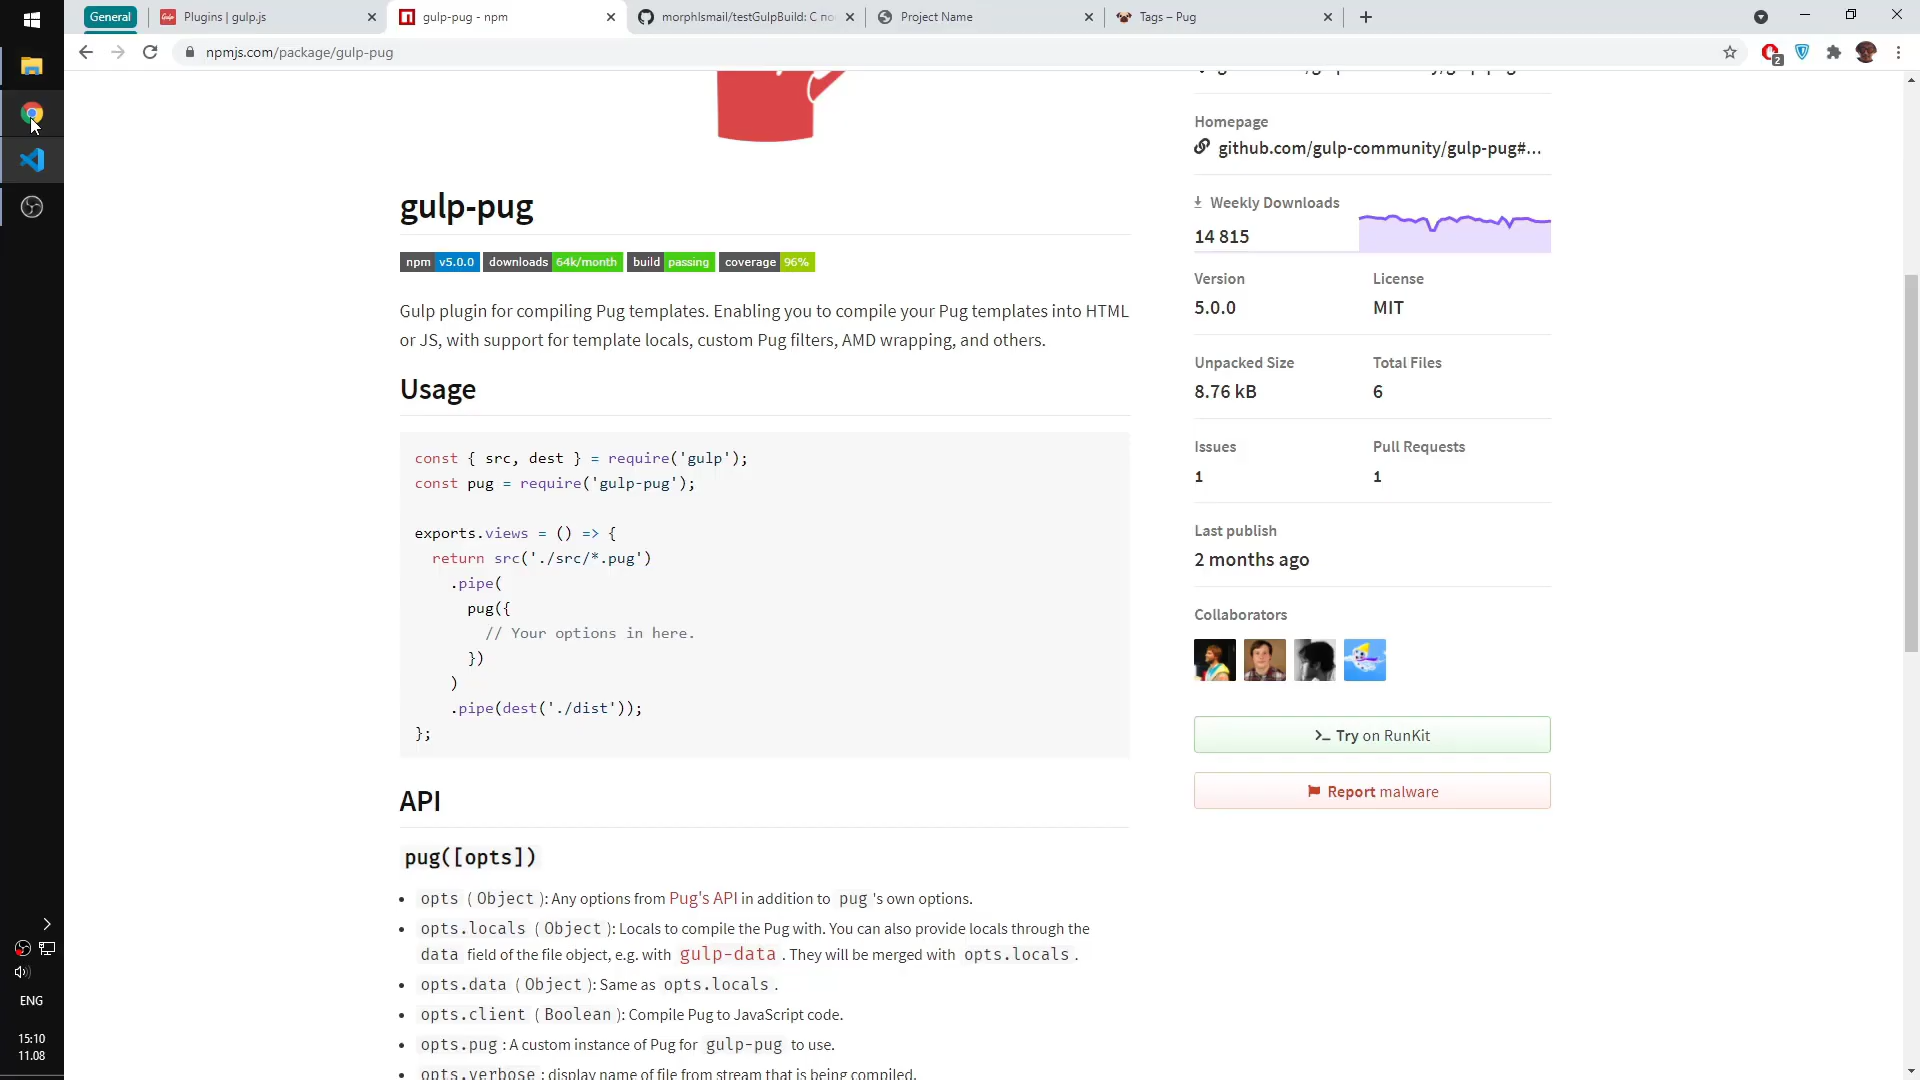 General
Plugins | gulp.js
gulp-pug - npm
morphIsmail/testGulpBuild: С по
Project Name
Tags – Pug
npmjs.com/package/gulp-pug
2
Homepage
github.com/gulp-community/gulp-pug#...
Weekly Downloads
14 815
gulp-pug
npm v5.0.0 downloads 64k/month build passing coverage 96%
Version
License
5.0.0
MIT
Gulp plugin for compiling Pug templates. Enabling you to compile your Pug templates into HTML
or JS, with support for template locals, custom Pug filters, AMD wrapping, and others.
Unpacked Size
Total Files
8.76 kB
6
Usage
Issues
Pull Requests
1
1
const { src, dest } = require('gulp');
const pug = require('gulp-pug');
exports.views = () => {
return src('./src/*.pug')
.pipe(
pug({
// Your options in here.
})
)
.pipe(dest('./dist'));
};
Last publish
2 months ago
Collaborators
>_ Try on RunKit
Report malware
API
pug([opts])
• opts (Object): Any options from Pug's API in addition to pug 's own options.
• opts.locals (Object): Locals to compile the Pug with. You can also provide locals through the
data field of the file object, e.g. with gulp-data . They will be merged with opts.locals .
• opts.data (Object): Same as opts.locals .
• opts.client (Boolean): Compile Pug to JavaScript code.
• opts.pug : A custom instance of Pug for gulp-pug to use.
• opts.verbose : display name of file from stream that is being compiled.
ENG
15:10
11.08